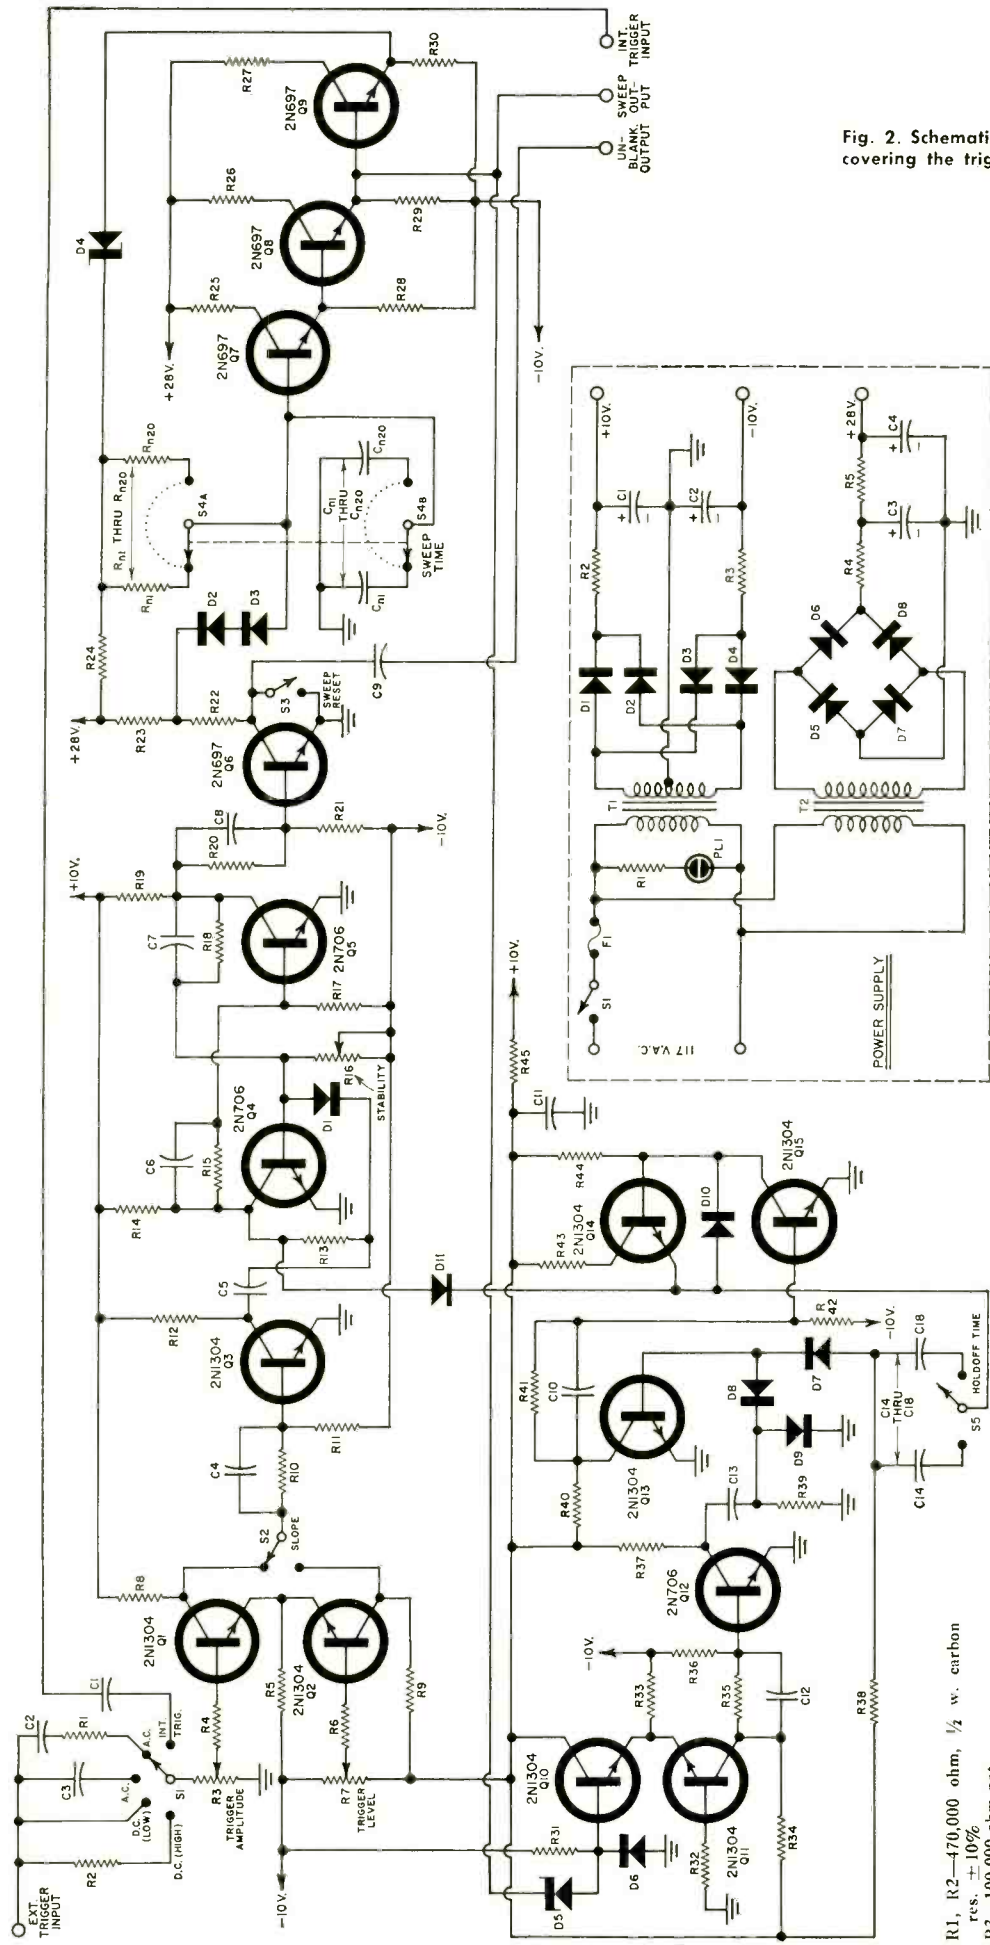 Fig. 2. Schemati
covering the trig
EXT.
TRIGGER
INPUT
R2
D.C. (HIGH)
D.C.
(LOW)
C3
A.C.
C2
R1
A.C.
INT.
TRIG.
C1
S1
R3
TRIGGER
AMPLITUDE
R4
2N1304
Q1
R8
R5
2N1304
Q2
R6
R7
TRIGGER
LEVEL
R9
-10V.
S2
SLOPE
C4
R10
R11
2N1304
Q3
R12
C5
R13
R14
C6
R15
2N706
Q4
D1
R16
STABILITY
R17
C7
R18
2N706
Q5
R19
+10V.
R20
C8
R21
-10V.
2N697
Q6
R22
R23
+28V.
R24
S3
SWEEP
RESET
C9
D2
D3
Rn1
Rn1 THRU Rn20
Rn20
S4A
Cn1
Cn1
THRU
Cn20
Cn20
S4B
SWEEP
TIME
D4
+28V.
R25
2N697
Q7
R28
R26
2N697
Q8
R29
R27
2N697
Q9
R30
-10V.
UN-
BLANK.
OUTPUT
SWEEP
OUT-
PUT
INT.
TRIGGER
INPUT
D11
D5
R31
D6
2N1304
Q10
R32
2N1304
Q11
R33
-10V.
R36
R35
C12
R34
2N706
Q12
R37
C13
R38
R39
R40
2N1304
Q13
R41
C10
D8
D9
D7
R
42
-10V.
C14
C14
THRU
C18
C18
S5
HOLDOFF TIME
R43
2N1304
Q14
R44
D10
2N1304
Q15
C11
R45
+10V.
117 V.A.C.
S1
F1
R1
PL1
T1
T2
D1
D2
D3
D4
R2
R3
+
C1
+
C2
+10V.
-10V.
D5
D6
D7
D8
R4
R5
+
C3
+
C4
+28V.
POWER SUPPLY
R1, R2—470,000 ohm, ½ w. carbon
res. ±10%